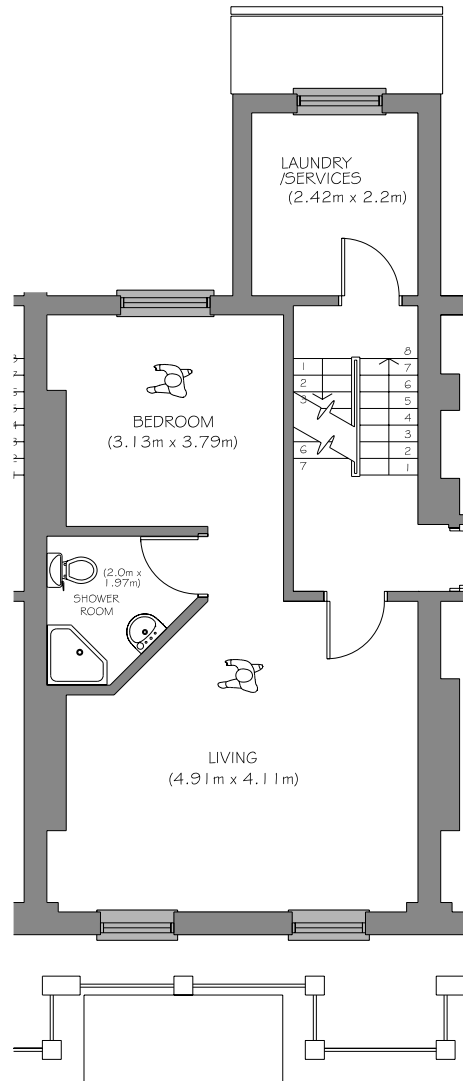 LAUNDRY
/SERVICES
(2.42m x 2.2m)
BEDROOM
(3.13m x 3.79m)
1
2
3
6
7
8
7
6
5
4
3
2
1
(2.0m x
1.97m)
SHOWER
ROOM
LIVING
(4.91m x 4.11m)